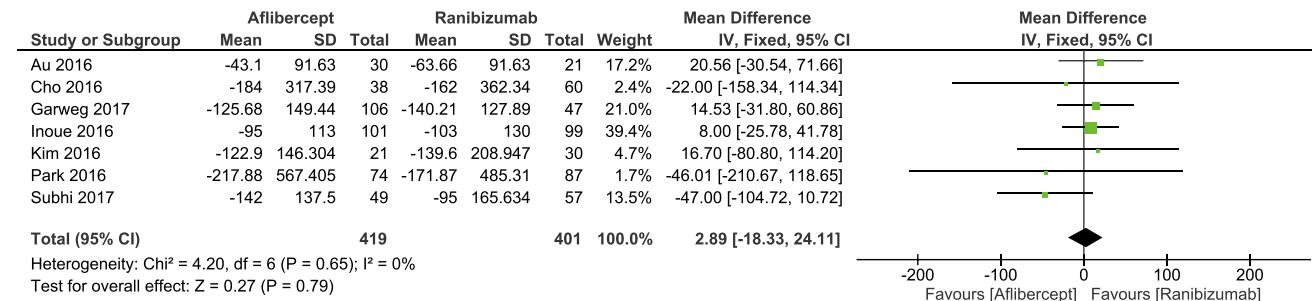 Aflibercept Ranibizumab Mean Difference Mean Difference
Study or Subgroup Mean SD Total Mean SD Total Weight IV, Fixed, 95% CI IV, Fixed, 95% CI
Au 2016 -43.1 91.63 30 -63.66 91.63 21 17.2% 20.56 [-30.54, 71.66]
Cho 2016 -184 317.39 38 -162 362.34 60 2.4% -22.00 [-158.34, 114.34]
Garweg 2017 -125.68 149.44 106 -140.21 127.89 47 21.0% 14.53 [-31.80, 60.86]
Inoue 2016 -95 113 101 -103 130 99 39.4% 8.00 [-25.78, 41.78]
Kim 2016 -122.9 146.304 21 -139.6 208.947 30 4.7% 16.70 [-80.80, 114.20]
Park 2016 -217.88 567.405 74 -171.87 485.31 87 1.7% -46.01 [-210.67, 118.65]
Subhi 2017 -142 137.5 49 -95 165.634 57 13.5% -47.00 [-104.72, 10.72]
Total (95% CI) 419 401 100.0% 2.89 [-18.33, 24.11]
Heterogeneity: Chi² = 4.20, df = 6 (P = 0.65); I² = 0%
Test for overall effect: Z = 0.27 (P = 0.79)
-200 -100 0 100 200
Favours [Aflibercept] Favours [Ranibizumab]